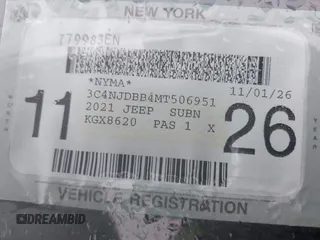 NEW YORK
*NYMA*
11/01/26
3C4NJDBB4MT506951
2021 JEEP SUBN
KGX8620 PAS 1 X
11 26
VEHICLE REGISTRATION
DREAMBID